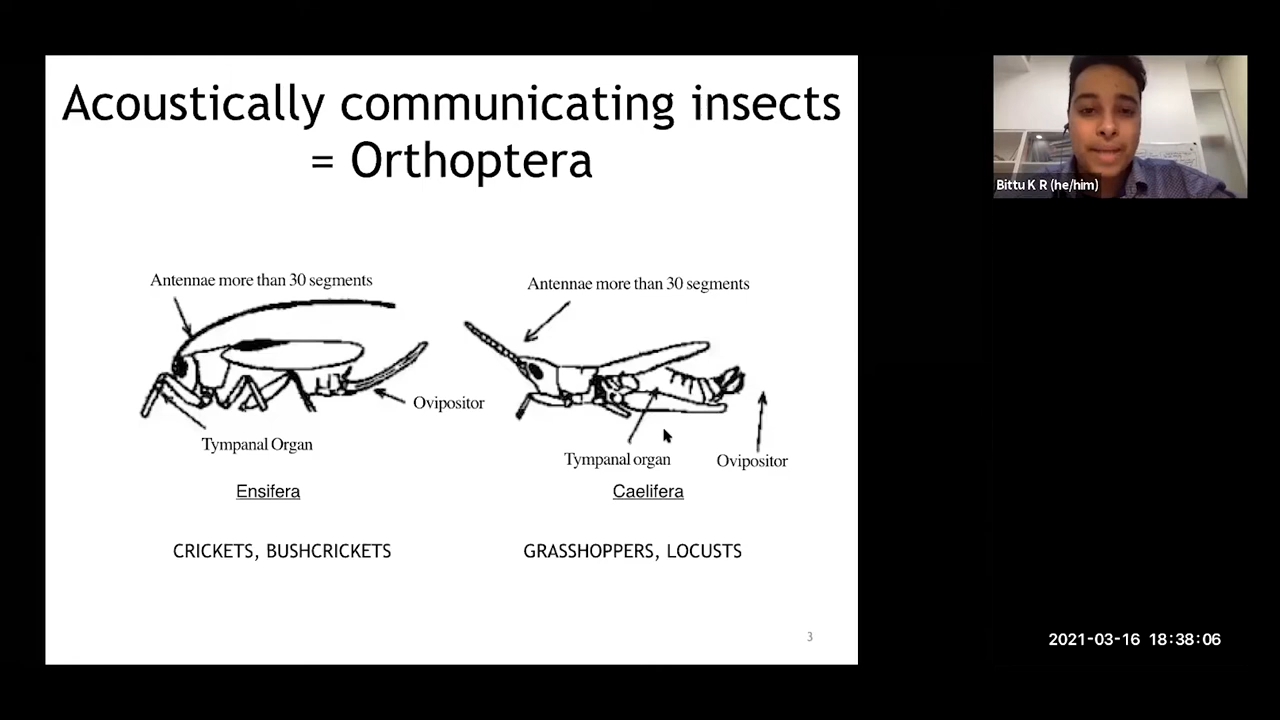 Acoustically communicating insects
= Orthoptera
Antennae more than 30 segments
Ovipositor
Tympanal Organ
Ensifera
CRICKETS, BUSHCRICKETS
Antennae more than 30 segments
Tympanal organ
Ovipositor
Caelifera
GRASSHOPPERS, LOCUSTS
3
Bittu K R (he/him)
2021-03-16 18:38:06